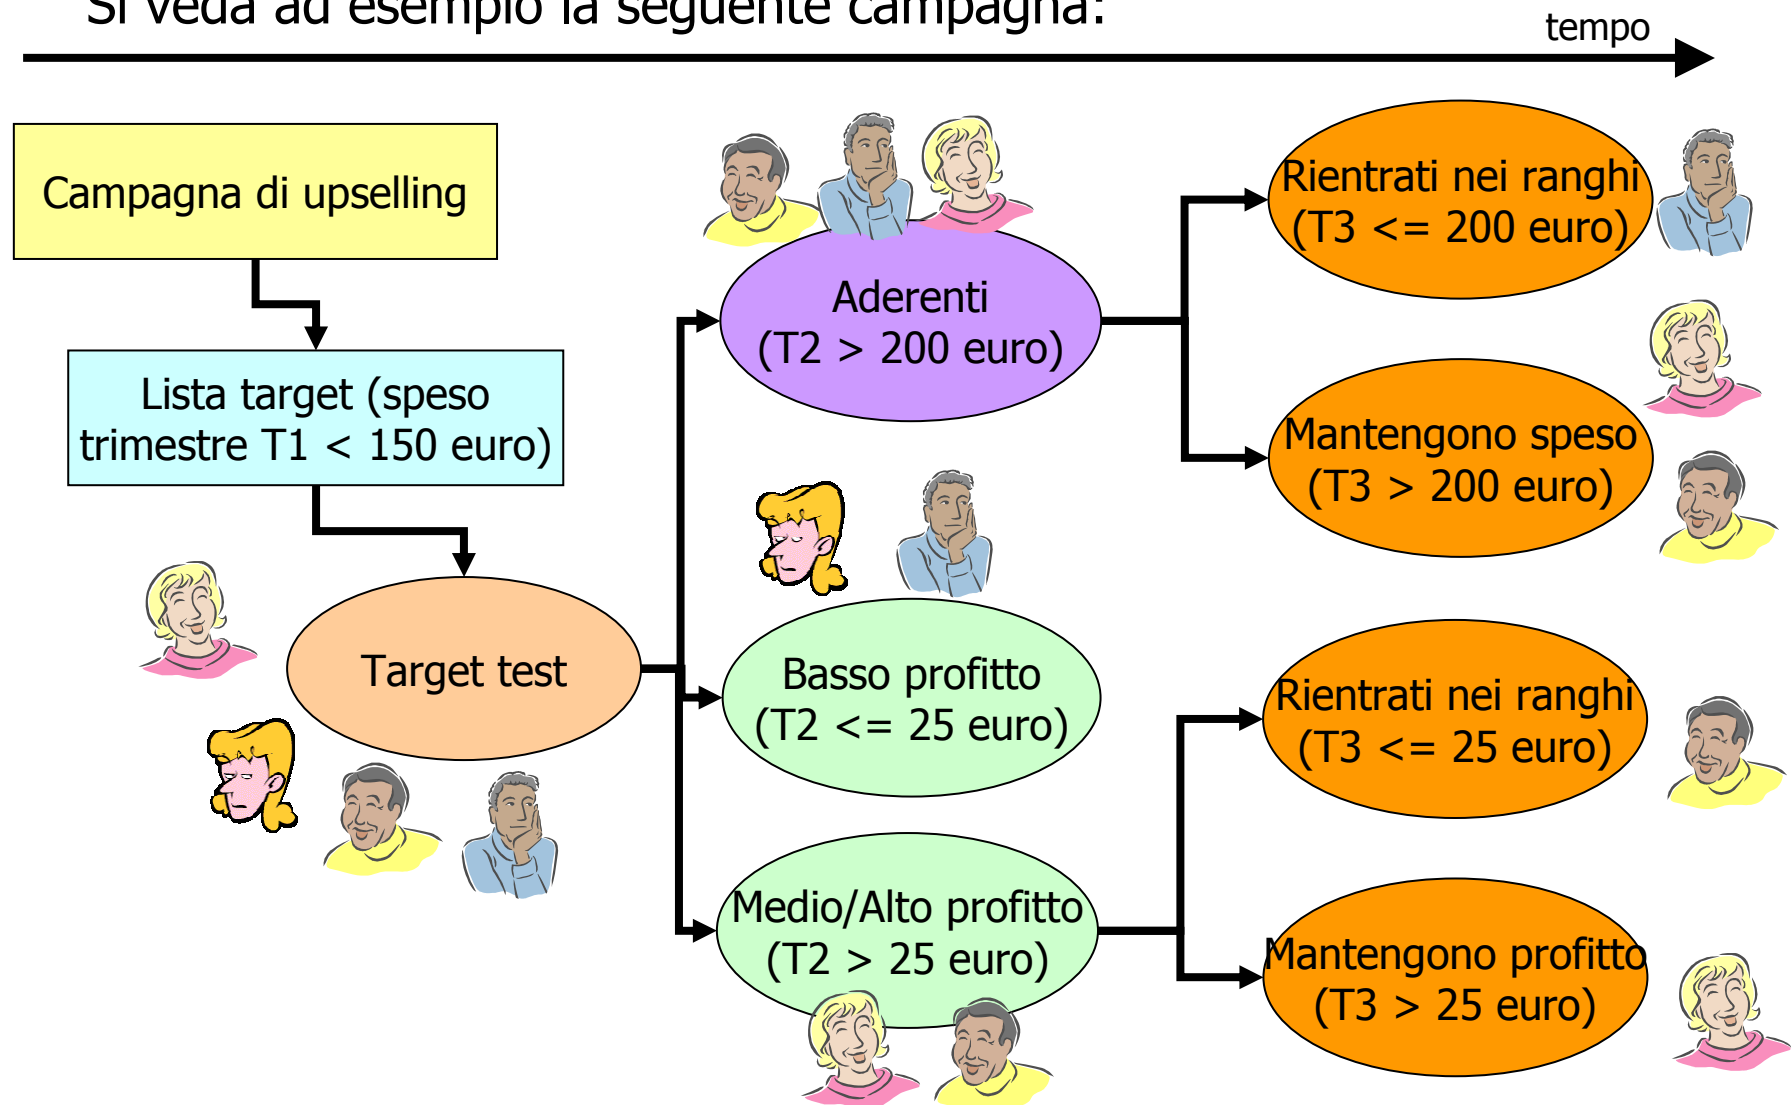 Si veda ad esempio la seguente campagna:
tempo
Campagna di upselling
Lista target (speso
trimestre T1 < 150 euro)
Target test
Aderenti
(T2 > 200 euro)
Basso profitto
(T2 <= 25 euro)
Medio/Alto profitto
(T2 > 25 euro)
Rientrati nei ranghi
(T3 <= 200 euro)
Mantengono speso
(T3 > 200 euro)
Rientrati nei ranghi
(T3 <= 25 euro)
Mantengono profitto
(T3 > 25 euro)